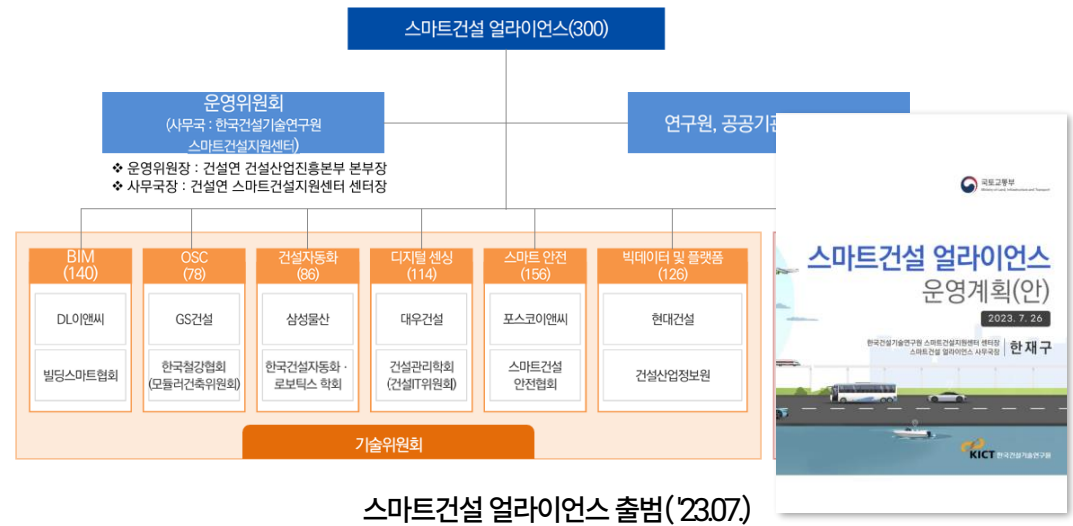 스마트건설 얼라이언스(300)
운영위원회
(사무국 : 한국건설기술연구원
스마트건설지원센터)
연구원, 공공기관
❖ 운영위원장 : 건설연 건설산업진흥본부 본부장
❖ 사무국장 : 건설연 스마트건설지원센터 센터장
BIM
(140)
DL이앤씨
빌딩스마트협회
OSC
(78)
GS건설
한국철강협회
(모듈러건축위원회)
건설자동화
(86)
삼성물산
한국건설자동화·
로보틱스 학회
디지털 센싱
(114)
대우건설
건설관리학회
(건설IT위원회)
스마트 안전
(156)
포스코이앤씨
스마트건설
안전협회
빅데이터 및 플랫폼
(126)
현대건설
건설산업정보원
기술위원회
국토교통부
Ministry of Land, Infrastructure and Transport
스마트건설 얼라이언스
운영계획(안)
2023. 7. 26
한국건설기술연구원 스마트건설지원센터 센터장
스마트건설 얼라이언스 사무국장
한재구
KICT 한국건설기술연구원
스마트건설 얼라이언스 출범( '23.07.)